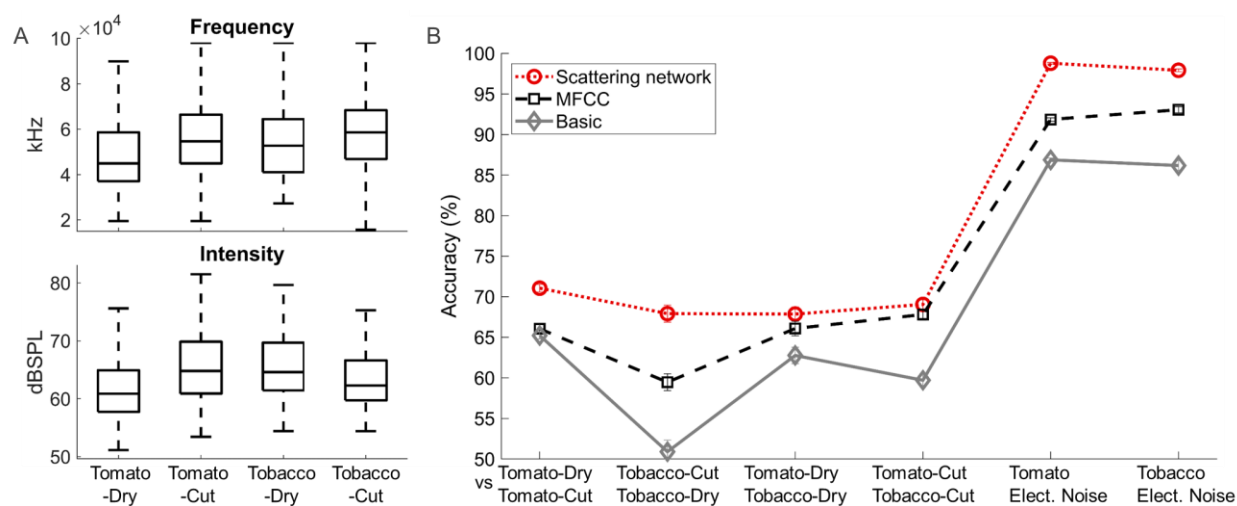 A
×10⁴
Frequency
10
8
6
4
2
kHz
Intensity
80
70
60
50
dBSPL
Tomato Tomato Tobacco Tobacco
-Dry -Cut -Dry -Cut
B
100
95
90
85
80
75
70
65
60
55
50
Accuracy (%)
Scattering network
MFCC
Basic
Tomato-Dry Tobacco-Cut Tomato-Dry Tomato-Cut Tomato Tobacco
vs
Tomato-Cut Tobacco-Dry Tobacco-Dry Tobacco-Cut Elect. Noise Elect. Noise